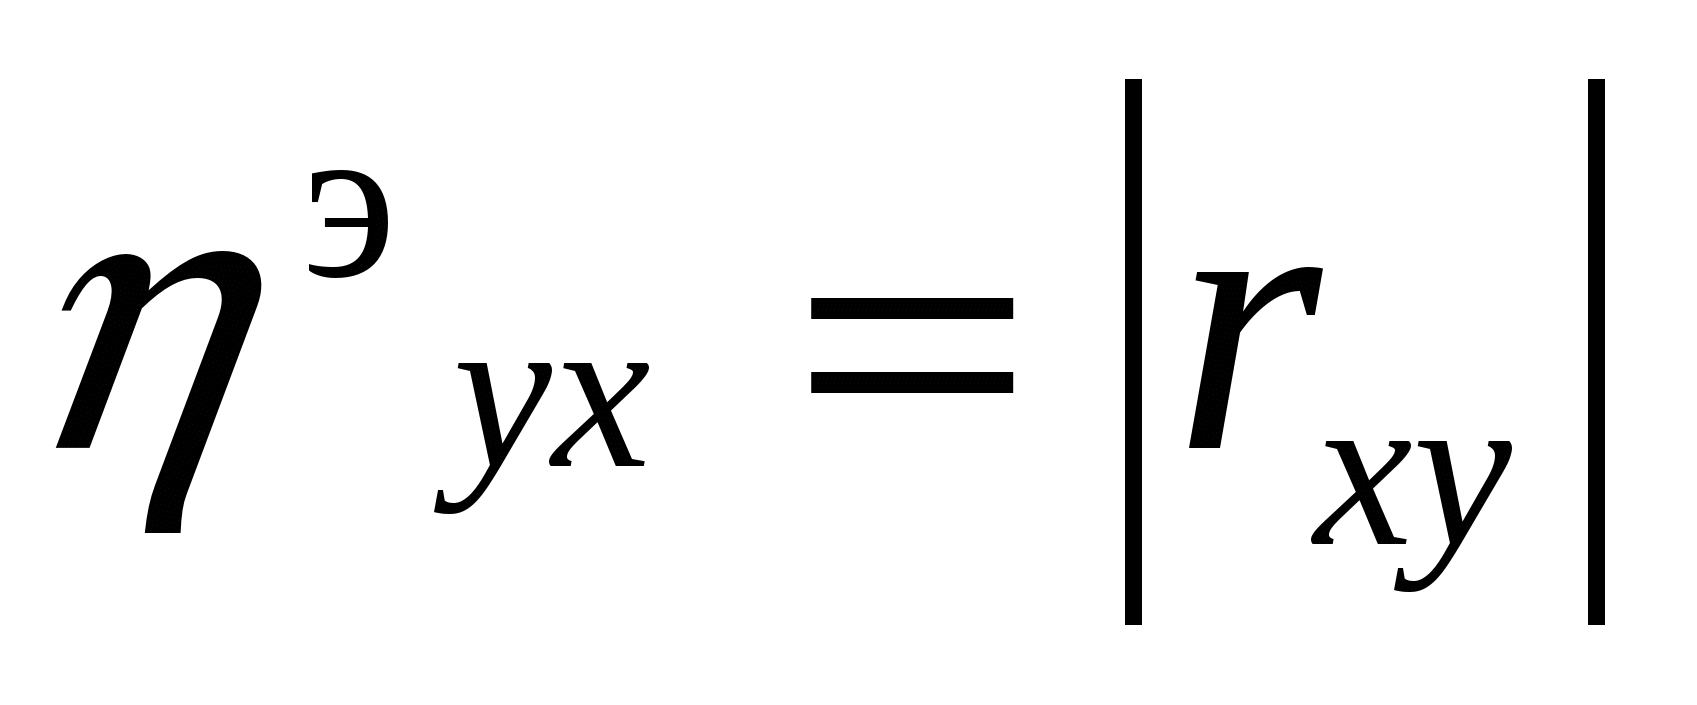 η^э_yx = |r_xy|